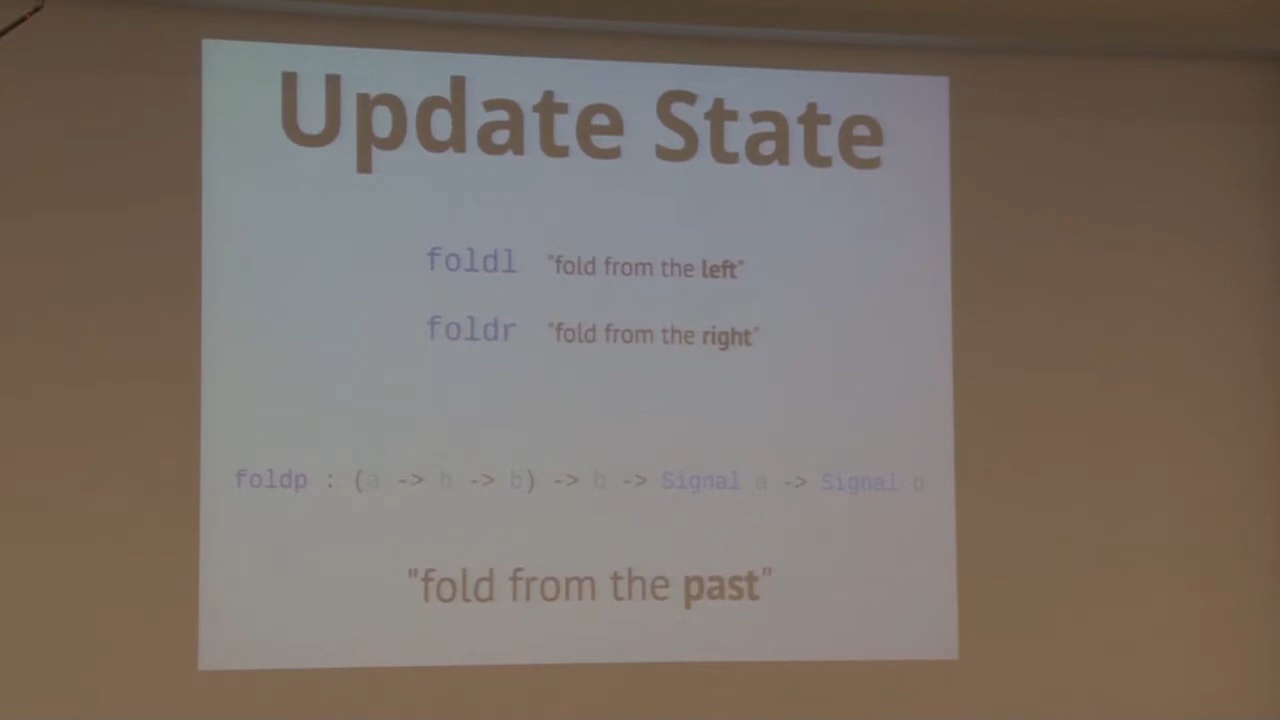 Update State
foldl "fold from the left"
foldr "fold from the right"
foldp : (a -> b -> b) -> b -> Signal a -> Signal b
"fold from the past"